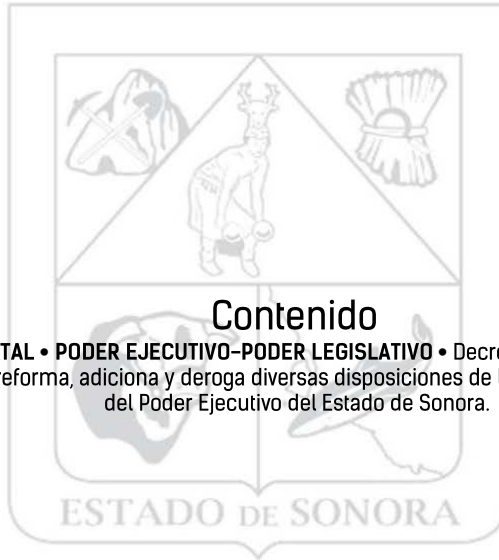 Contenido
TAL • PODER EJECUTIVO-PODER LEGISLATIVO • Decre
reforma, adiciona y deroga diversas disposiciones de
del Poder Ejecutivo del Estado de Sonora.
ESTADO DE SONORA